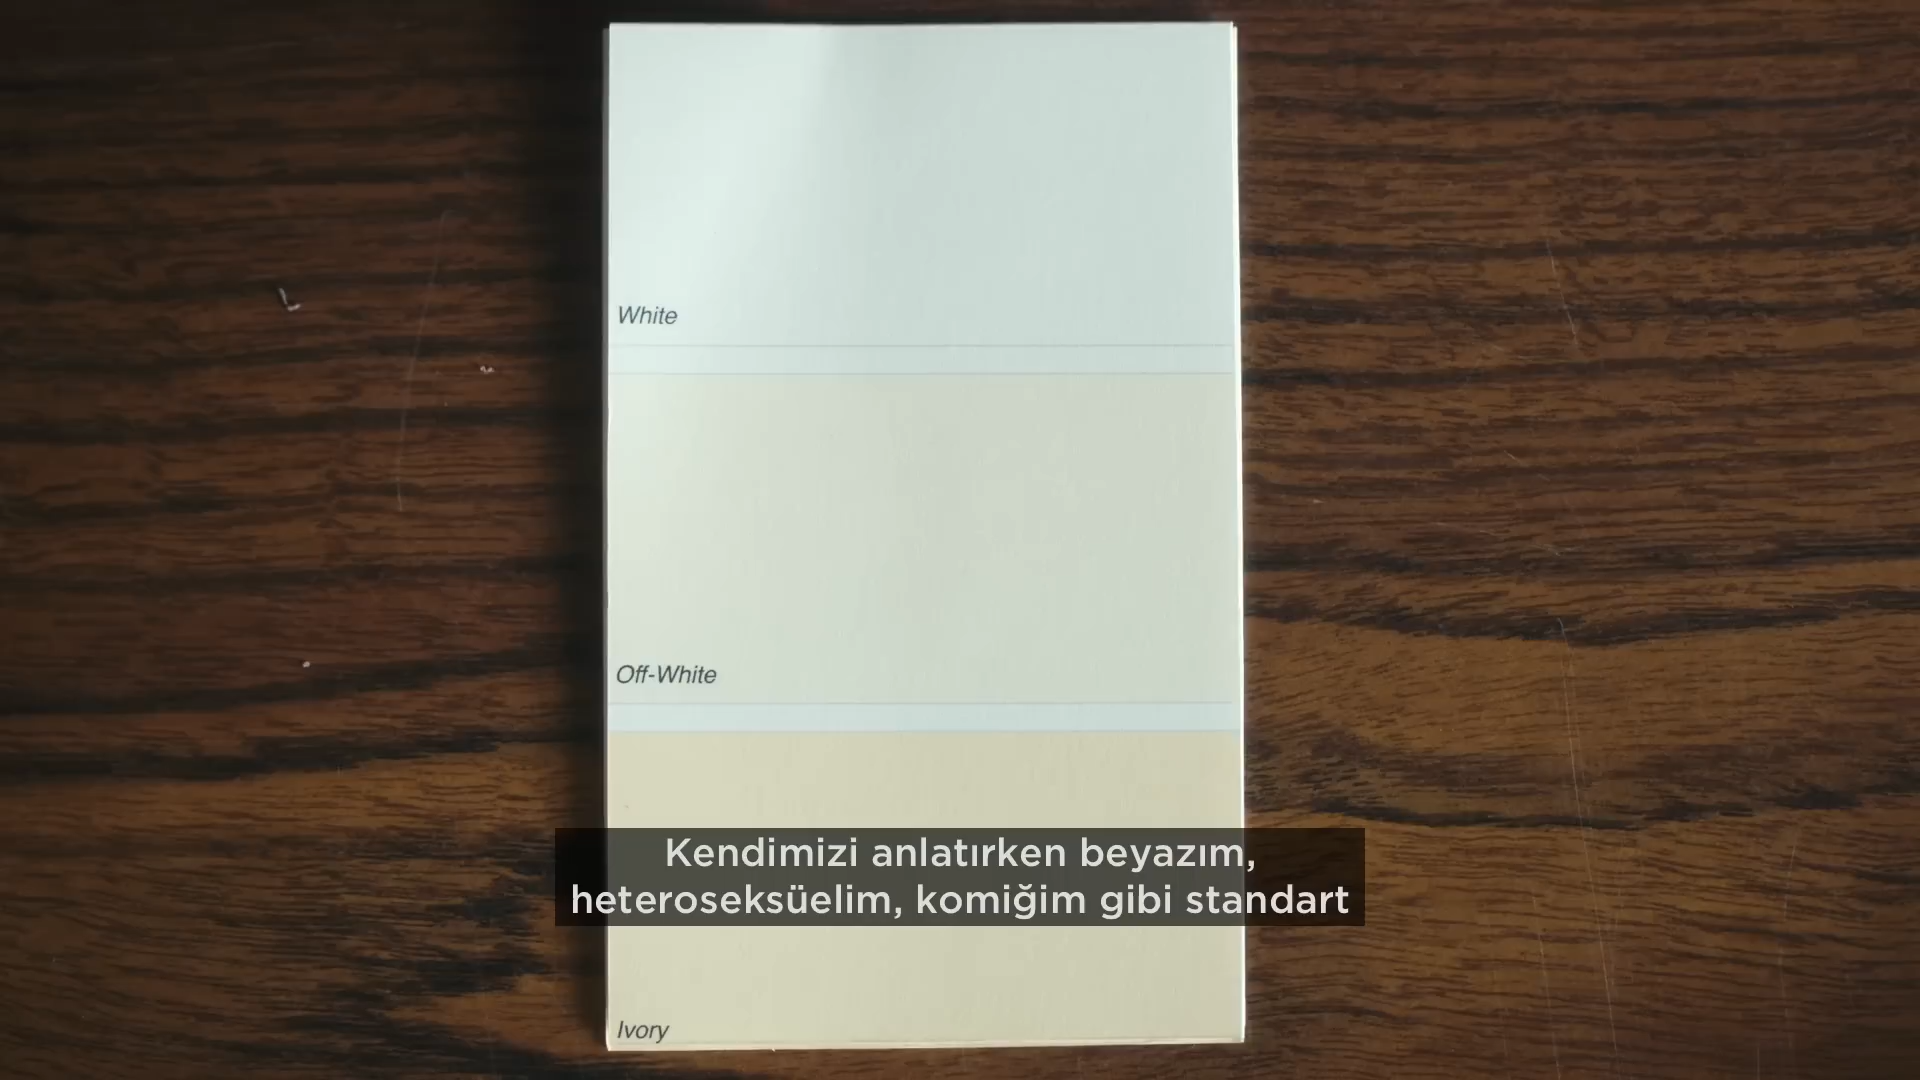 White
Off-White
Kendimizi anlatırken beyazım,
heteroseksüelim, komiğim gibi standart
Ivory